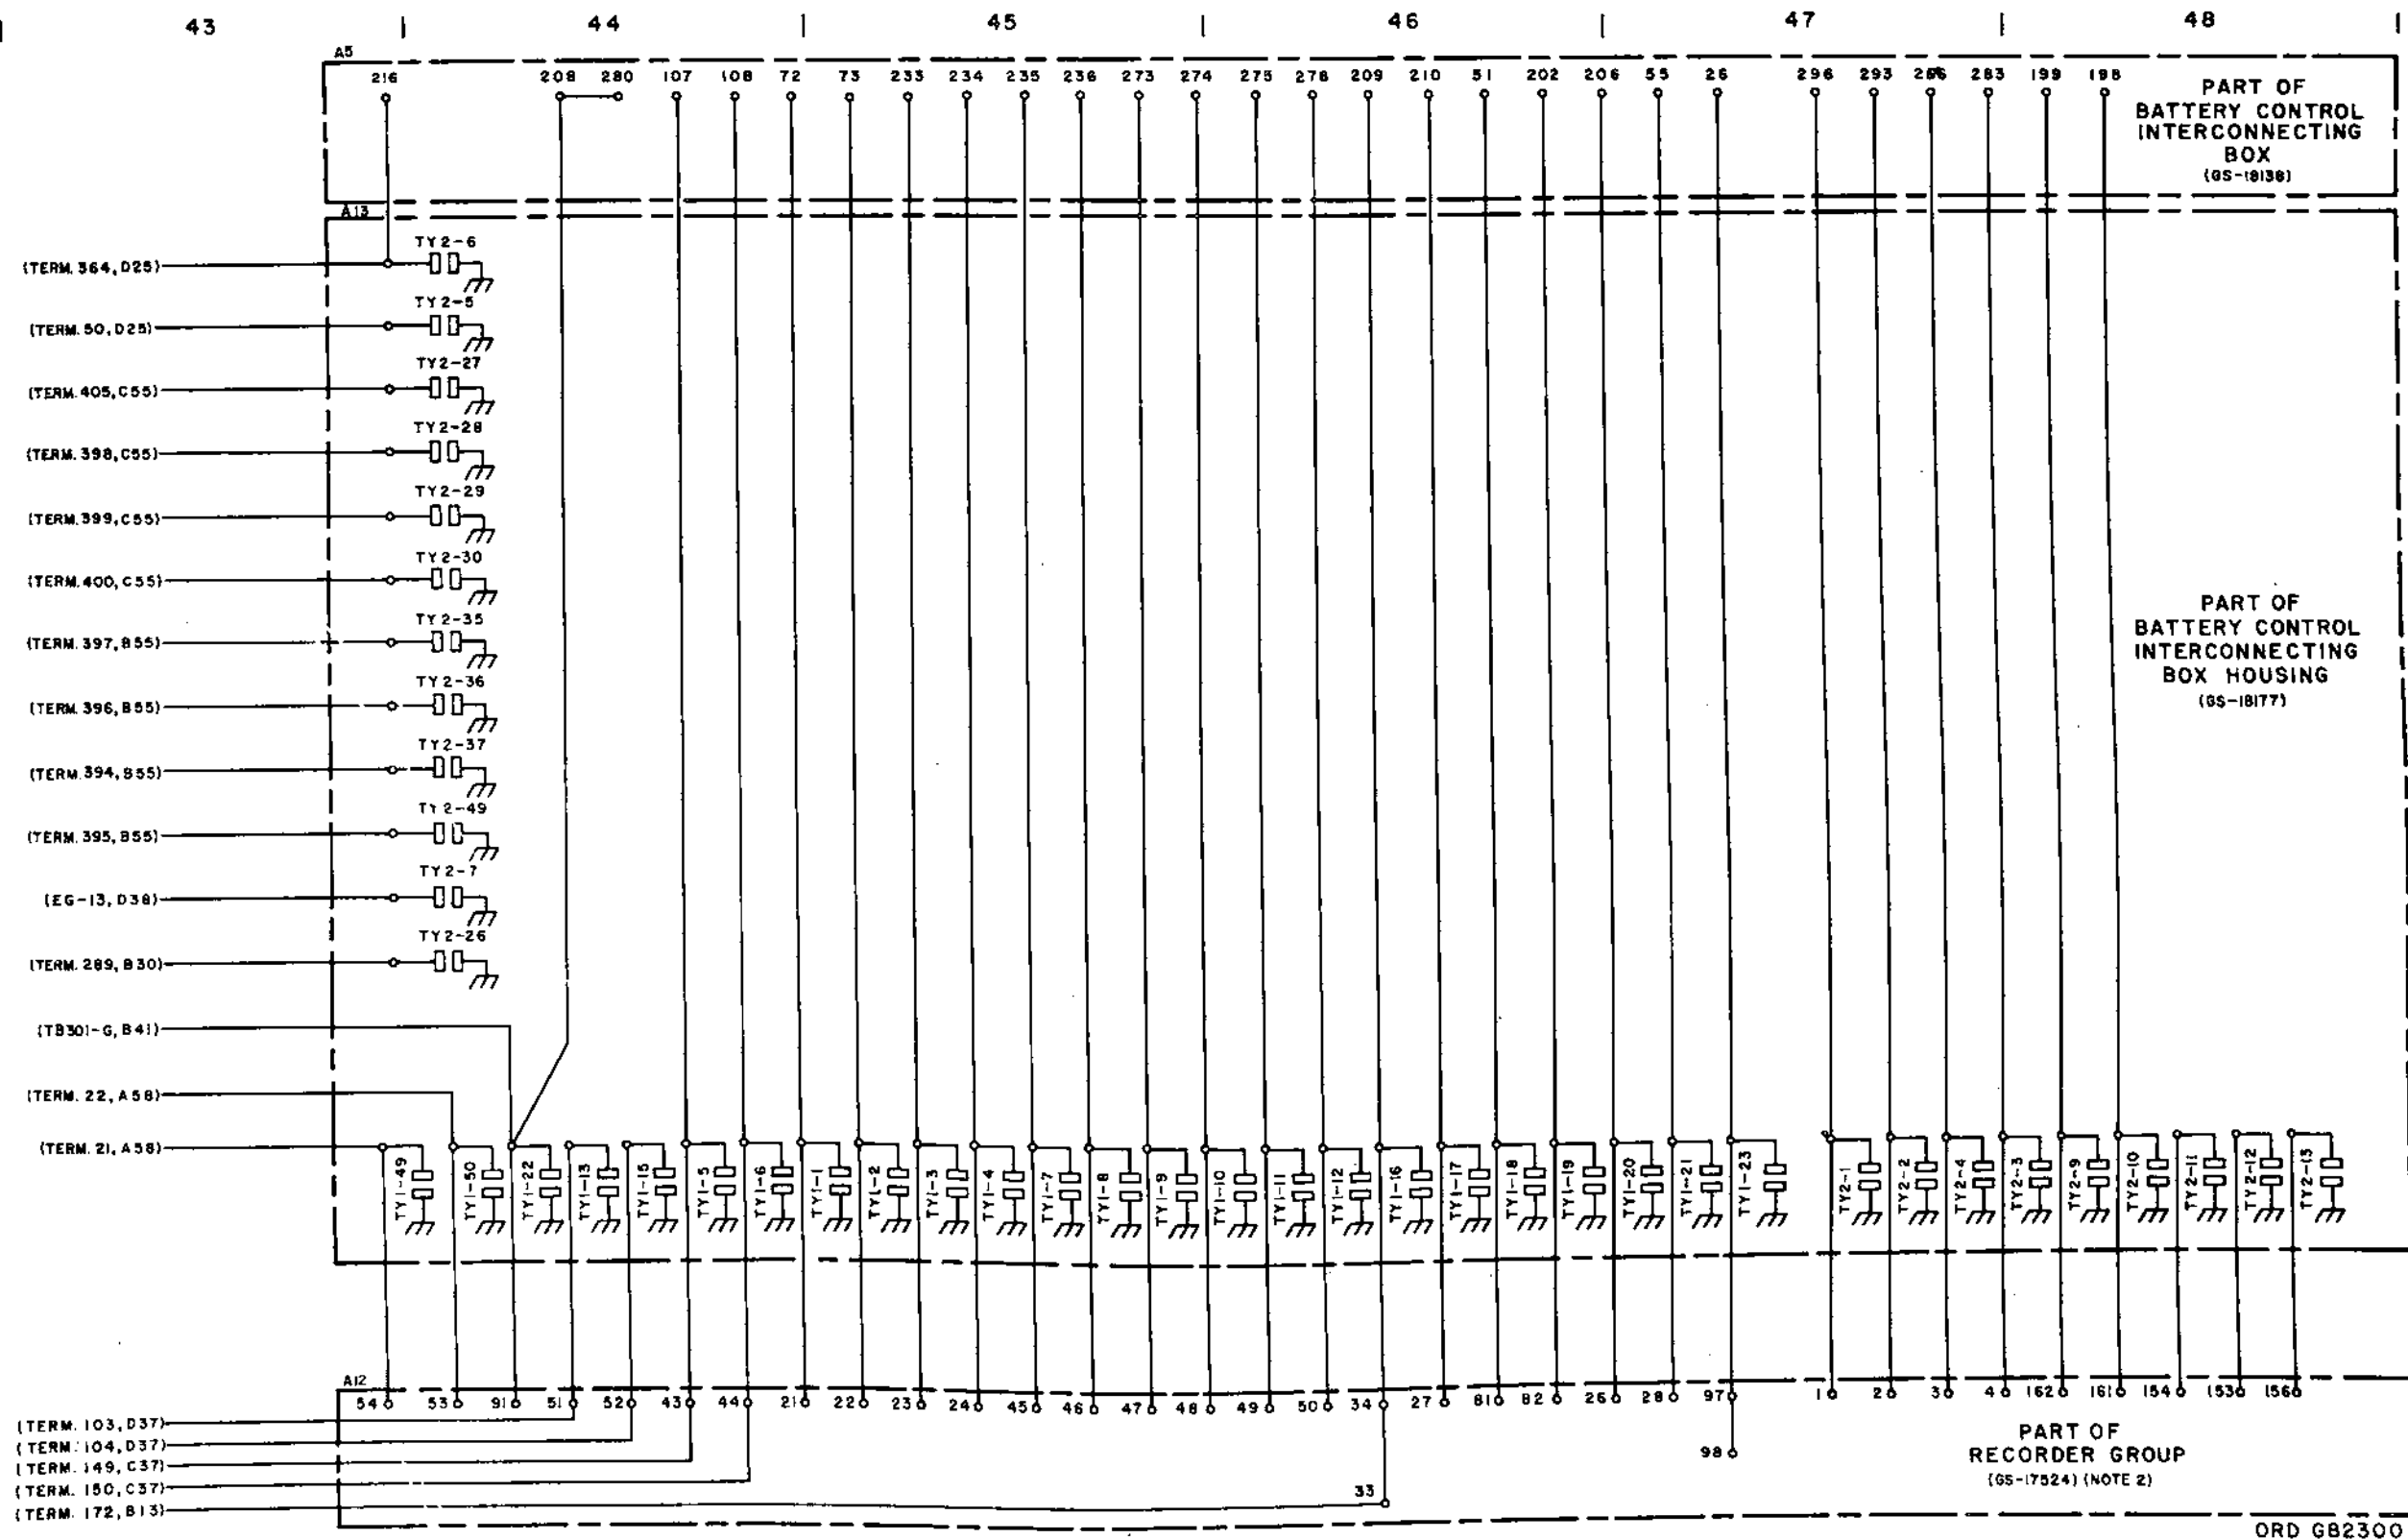 43 44 45 46 47 48
A5
216 208 280 107 108 72 73 233 234 235 236 273 274 275 276 209 210 51 202 206 55 26 296 293 266 283 199 198
PART OF
BATTERY CONTROL
INTERCONNECTING
BOX
(GS-18138)
A13
TY2-6
(TERM. 364, D25)
TY2-5
(TERM. 50, D25)
TY2-27
(TERM. 405, C55)
TY2-28
(TERM. 398, C55)
TY2-29
(TERM. 399, C55)
TY2-30
(TERM. 400, C55)
TY2-35
(TERM. 397, B55)
TY2-36
(TERM. 396, B55)
TY2-37
(TERM. 394, B55)
TY2-49
(TERM. 395, B55)
TY2-7
(EG-13, D38)
TY2-26
(TERM. 289, B30)
PART OF
BATTERY CONTROL
INTERCONNECTING
BOX HOUSING
(GS-18177)
(TB301-G, B41)
(TERM. 22, A58)
(TERM. 21, A58)
TY1-49 TY1-50 TY1-22 TY1-13 TY1-15 TY1-5 TY1-6 TY1-1 TY1-2 TY1-3 TY1-4 TY1-7 TY1-8 TY1-9 TY1-10 TY1-11 TY1-12 TY1-16 TY1-17 TY1-18 TY1-19 TY1-20 TY1-21 TY1-23 TY2-1 TY2-2 TY2-4 TY2-3 TY2-9 TY2-10 TY2-11 TY2-12 TY2-13
A12
54 53 91 51 52 43 44 21 22 23 24 45 46 47 48 49 50 34 27 81 82 26 28 97 1 2 3 4 162 161 154 153 156
(TERM. 103, D37)
(TERM. 104, D37)
(TERM. 149, C37)
(TERM. 150, C37)
(TERM. 172, B13)
33
98
PART OF
RECORDER GROUP
(GS-17524) (NOTE 2)
ORD GB2300